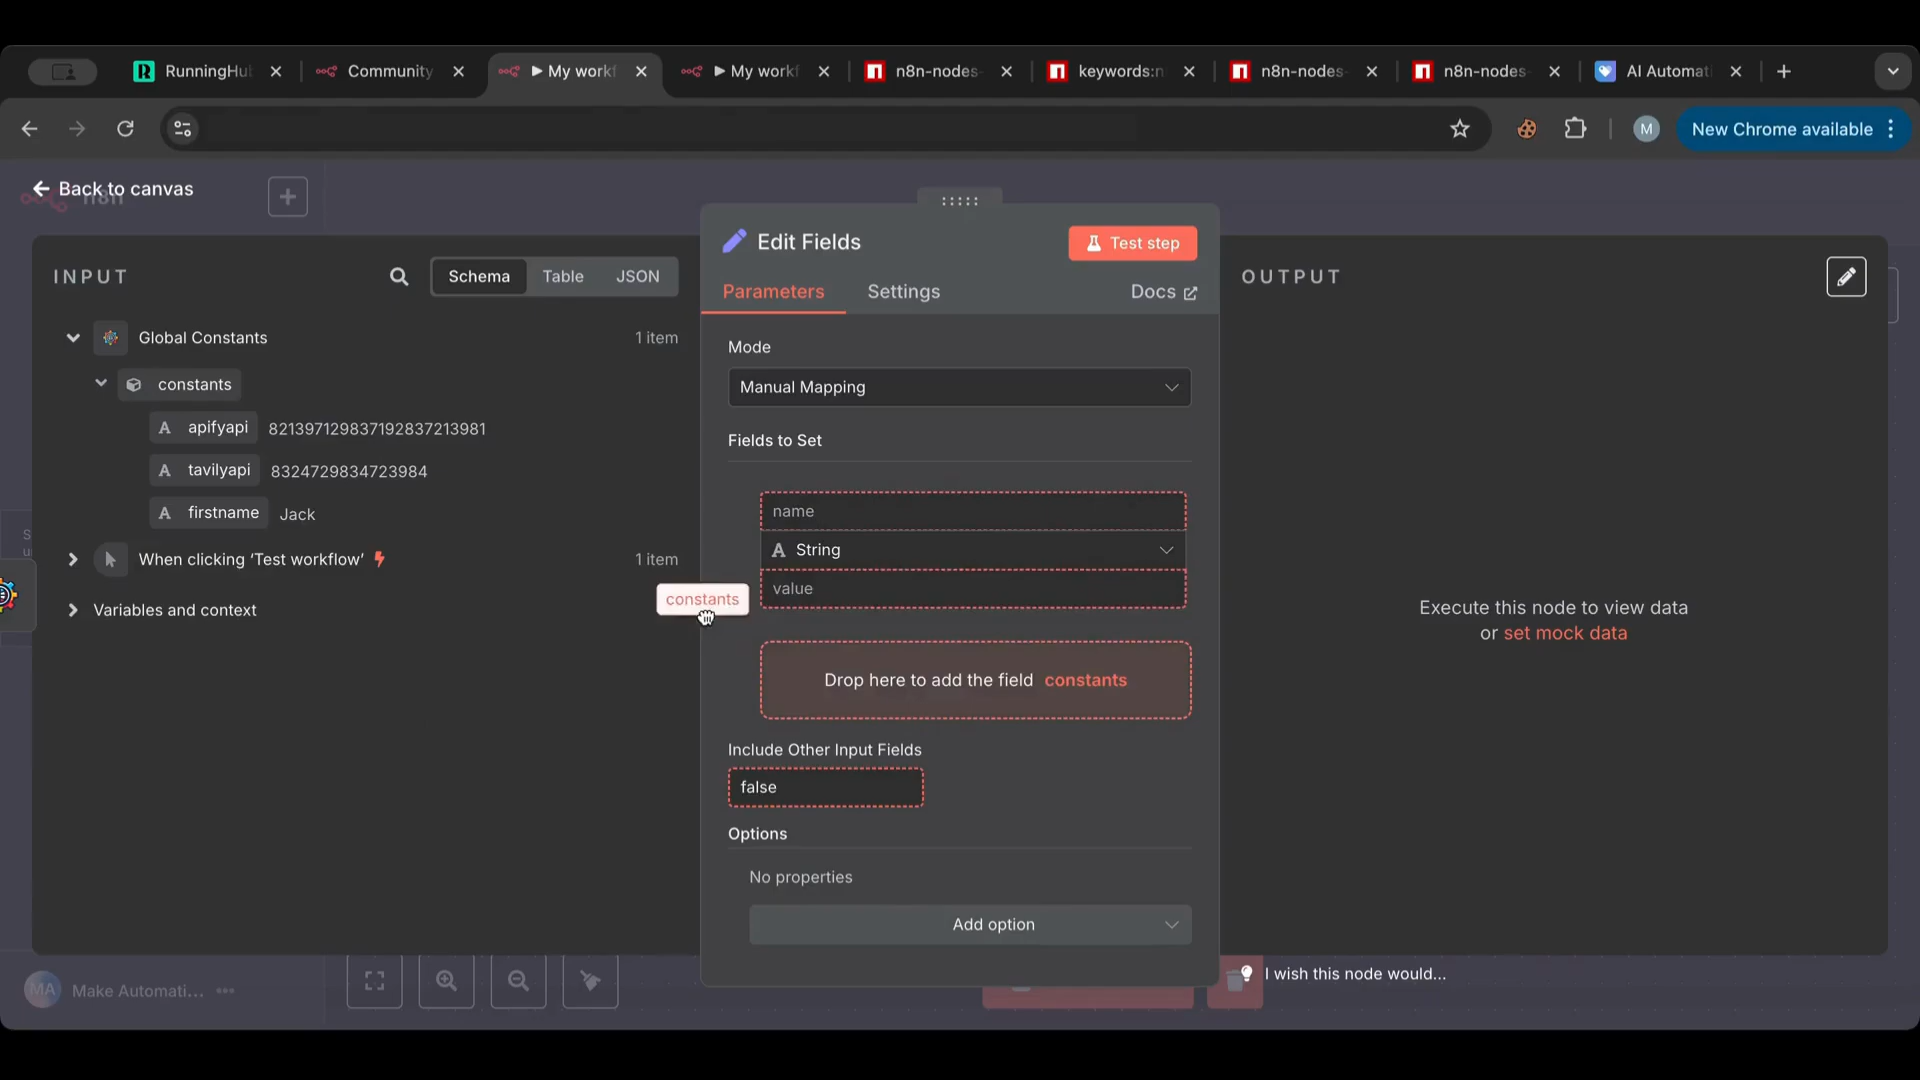 RunningHu
Community
▶ My workf
▶ My workf
n8n-nodes-
keywords:n
n8n-nodes-
n8n-nodes-
AI Automat
M
New Chrome available
Back to canvas
n8n
INPUT
Schema
Table
JSON
Global Constants
1 item
constants
A apifyapi 821397129837192837213981
A tavilyapi 8324729834723984
A firstname Jack
When clicking ‘Test workflow’
1 item
Variables and context
constants
Edit Fields
Test step
Parameters
Settings
Docs
Mode
Manual Mapping
Fields to Set
name
A String
value
Drop here to add the field constants
Include Other Input Fields
false
Options
No properties
Add option
OUTPUT
Execute this node to view data
or set mock data
I wish this node would...
MA
Make Automati...